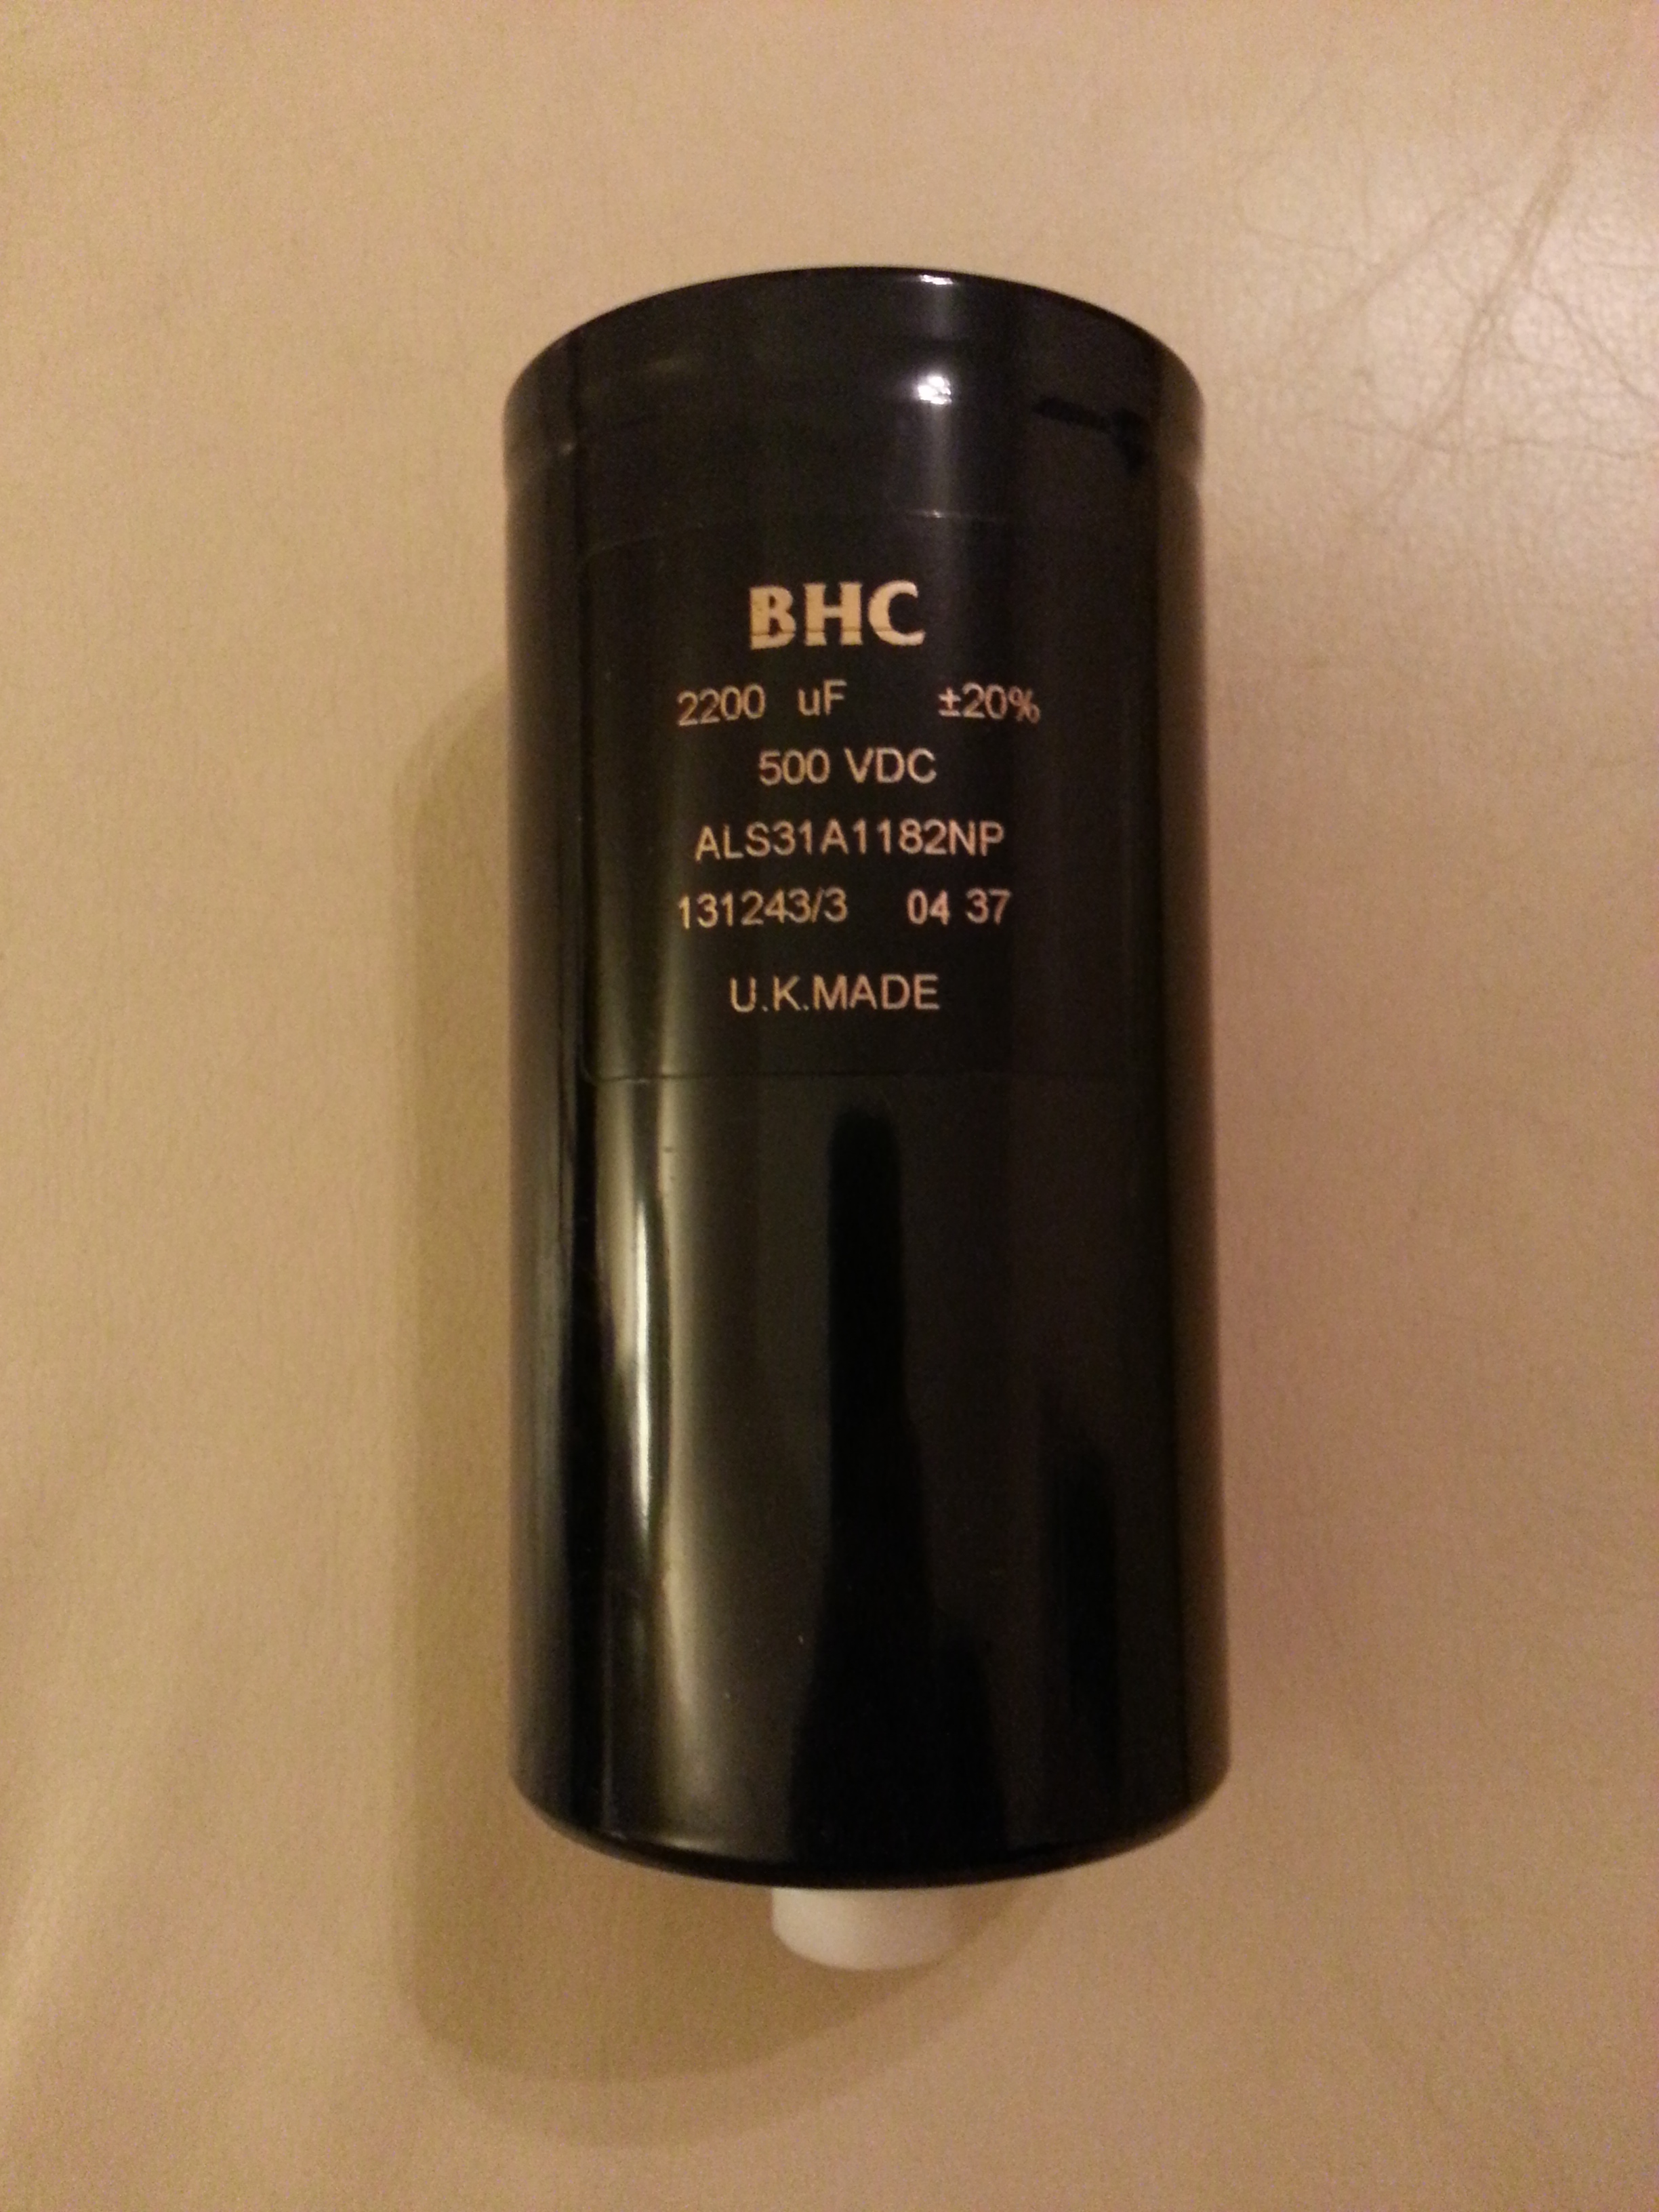 BHC
2200 uF ±20%
500 VDC
ALS31A1182NP
131243/3 04 37
U.K.MADE